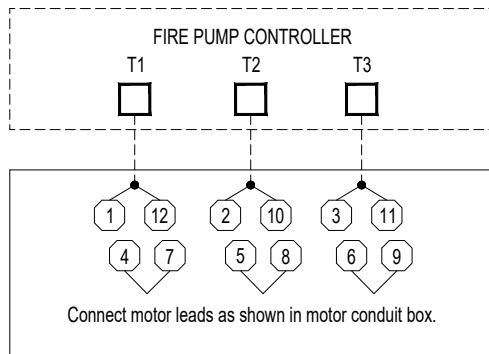 FIRE PUMP CONTROLLER
T1 T2 T3
1 12 2 10 3 11
4 7 5 8 6 9
Connect motor leads as shown in motor conduit box.